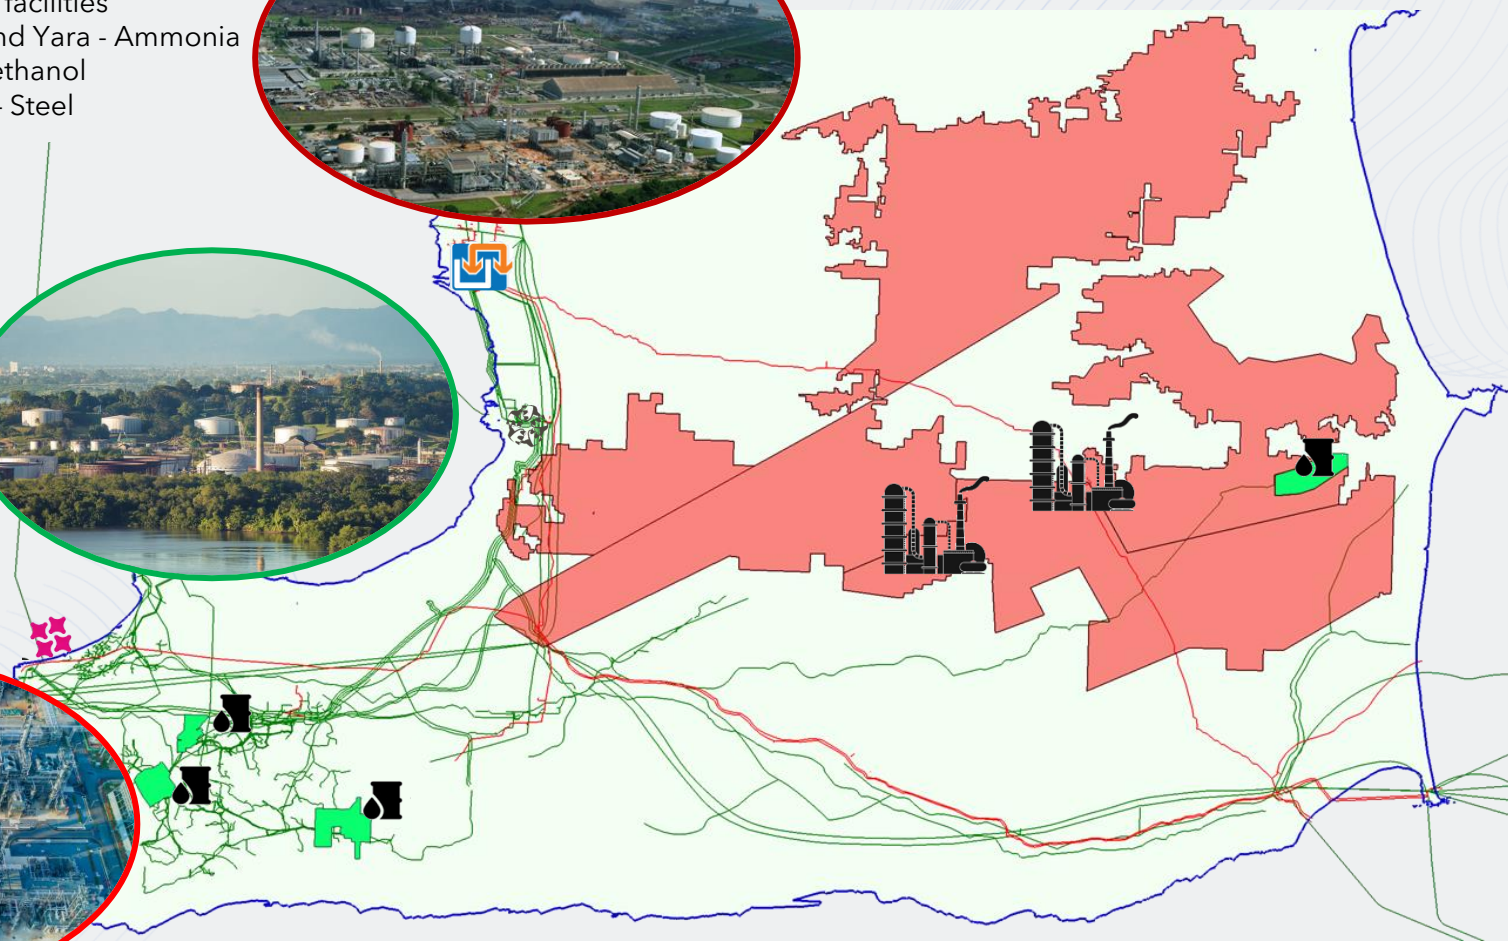 facilities
nd Yara - Ammonia
ethanol
- Steel